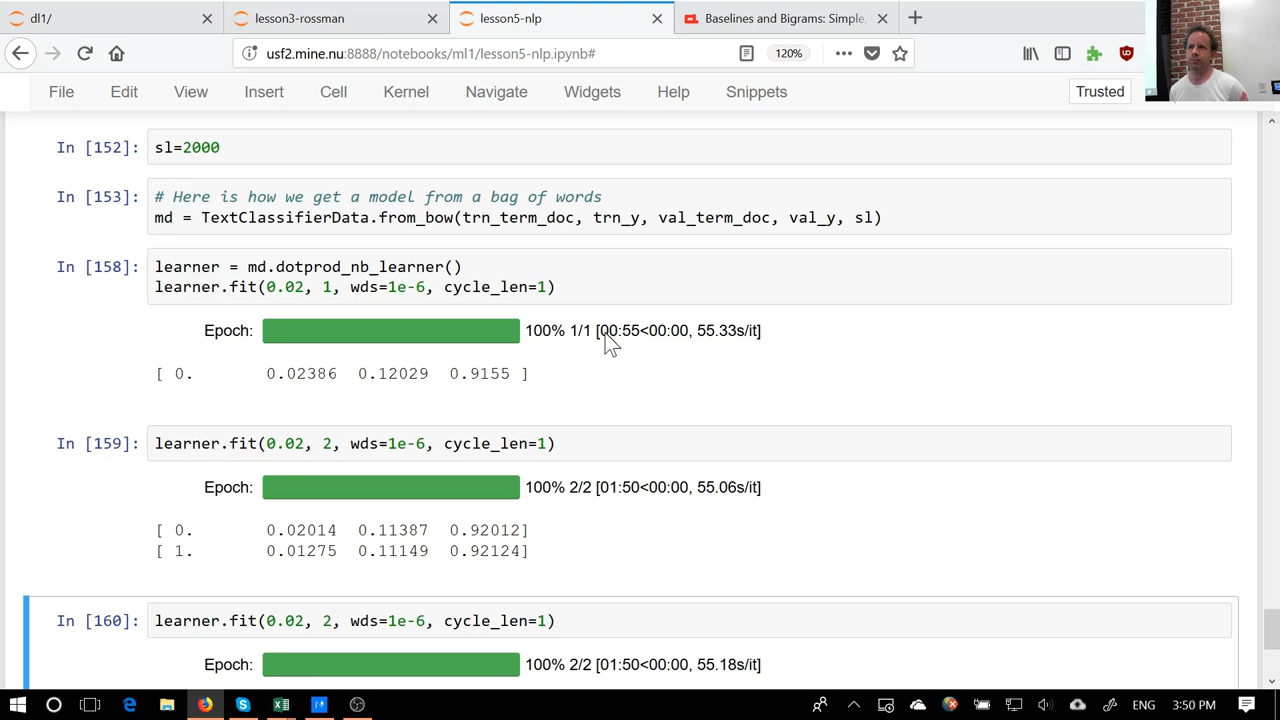 dl1/
lesson3-rossman
lesson5-nlp
Baselines and Bigrams: Simple,
usf2.mine.nu:8888/notebooks/ml1/lesson5-nlp.ipynb#
120%
File Edit View Insert Cell Kernel Navigate Widgets Help Snippets
Trusted
In [152]: sl=2000
In [153]: # Here is how we get a model from a bag of words
md = TextClassifierData.from_bow(trn_term_doc, trn_y, val_term_doc, val_y, sl)
In [158]: learner = md.dotprod_nb_learner()
learner.fit(0.02, 1, wds=1e-6, cycle_len=1)
Epoch: 100% 1/1 [00:55<00:00, 55.33s/it]
[ 0. 0.02386 0.12029 0.9155 ]
In [159]: learner.fit(0.02, 2, wds=1e-6, cycle_len=1)
Epoch: 100% 2/2 [01:50<00:00, 55.06s/it]
[ 0. 0.02014 0.11387 0.92012]
[ 1. 0.01275 0.11149 0.92124]
In [160]: learner.fit(0.02, 2, wds=1e-6, cycle_len=1)
Epoch: 100% 2/2 [01:50<00:00, 55.18s/it]
ENG 3:50 PM